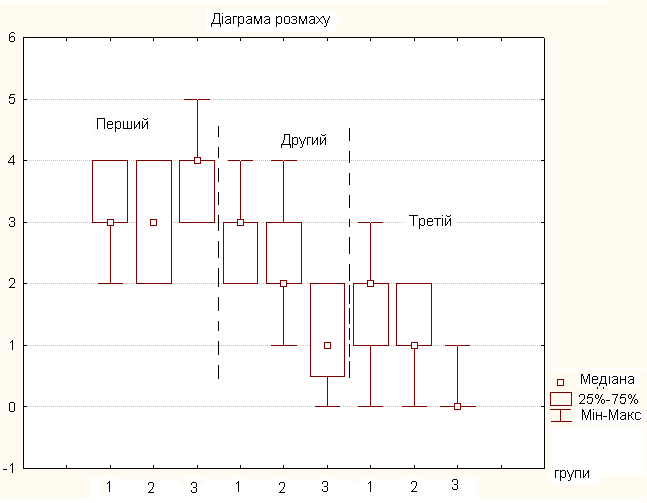 Діаграма розмаху
6
5
4
3
2
1
0
-1
Перший
Другий
Третій
1 2 3 1 2 3 1 2 3
Медіана
25%-75%
Мін-Макс
групи